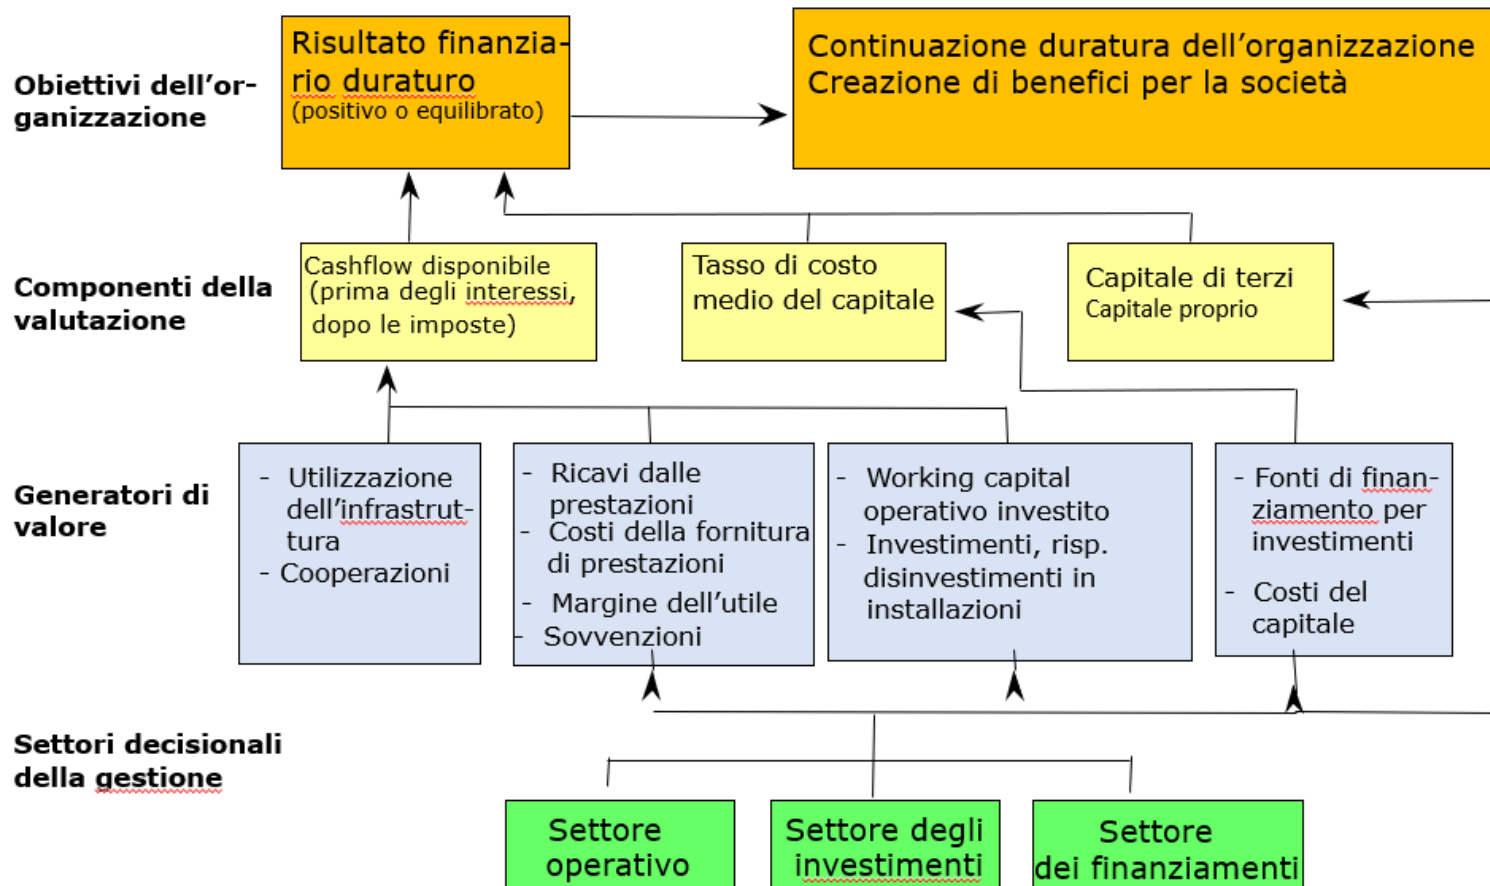 Obiettivi dell'or-
ganizzazione
Risultato finanzia-
rio duraturo
(positivo o equilibrato)
Continuazione duratura dell'organizzazione
Creazione di benefici per la società
Componenti della
valutazione
Cashflow disponibile
(prima degli interessi,
dopo le imposte)
Tasso di costo
medio del capitale
Capitale di terzi
Capitale proprio
Generatori di
valore
- Utilizzazione
dell'infrastrut-
tura
- Cooperazioni
- Ricavi dalle
prestazioni
- Costi della fornitura
di prestazioni
- Margine dell'utile
- Sovvenzioni
- Working capital
operativo investito
- Investimenti, risp.
disinvestimenti in
installazioni
- Fonti di finan-
ziamento per
investimenti
- Costi del
capitale
Settori decisionali
della gestione
Settore
operativo
Settore degli
investimenti
Settore
dei finanziamenti